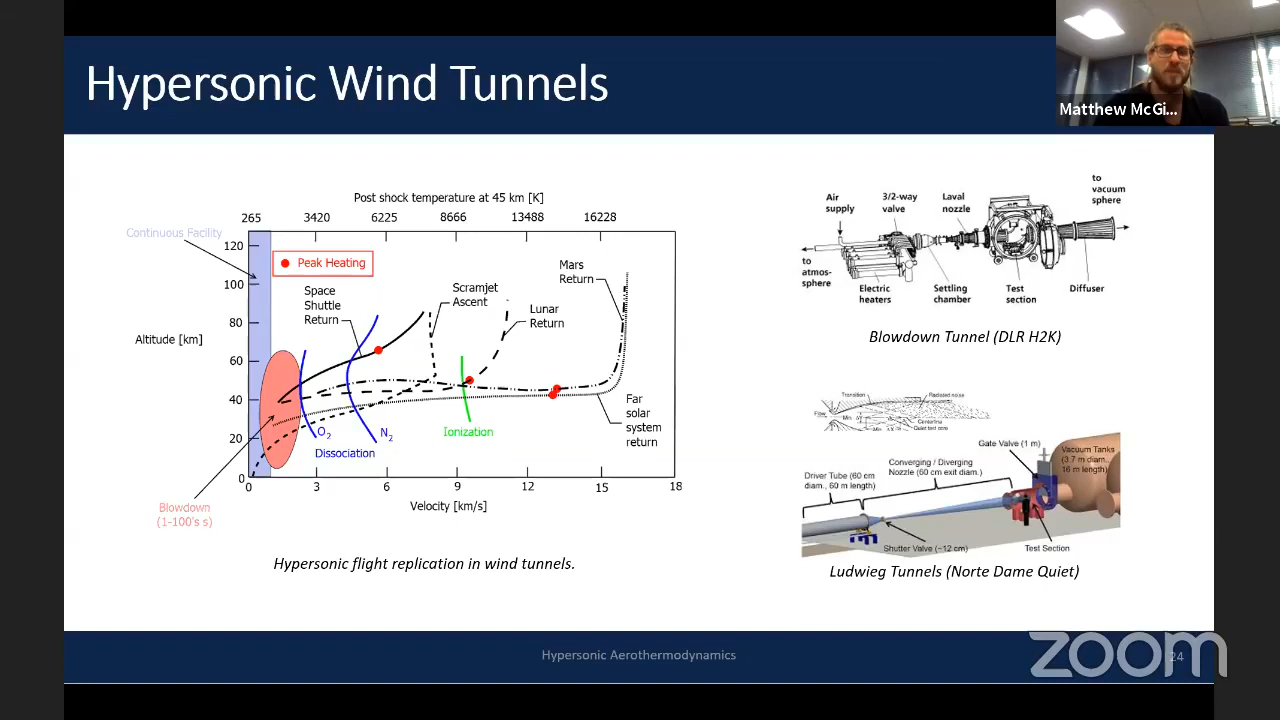 Hypersonic Wind Tunnels
Matthew McGi...
Post shock temperature at 45 km [K]
265 3420 6225 8666 13488 16228
Continuous Facility
120
100
80
60
40
20
0
Altitude [km]
Peak Heating
Space
Shuttle
Return
Scramjet
Ascent
Lunar
Return
Mars
Return
Far
solar
system
return
O2
N2
Dissociation
Ionization
0 3 6 9 12 15 18
Velocity [km/s]
Blowdown
(1-100's s)
Hypersonic flight replication in wind tunnels.
Air
supply
3/2-way
valve
Laval
nozzle
to
vacuum
sphere
to
atmos-
phere
Electric
heaters
Settling
chamber
Test
section
Diffuser
Blowdown Tunnel (DLR H2K)
Transition
Radiated noise
Flow
Centerline
Quiet test core
Gate Valve (1 m)
Vacuum Tanks
(3.7 m diam.,
16 m length)
Converging / Diverging
Nozzle (60 cm exit diam.)
Driver Tube (60 cm
diam., 60 m length)
Shutter Valve (~12 cm)
Test Section
Ludwieg Tunnels (Norte Dame Quiet)
Hypersonic Aerothermodynamics
24
zoom